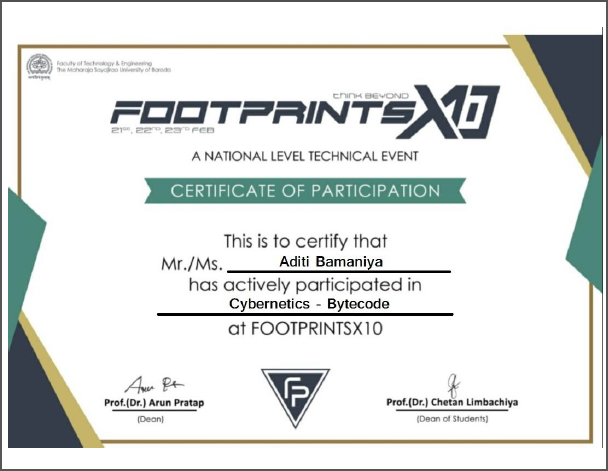 Faculty of Technology & Engineering
The Maharaja Sayajirao University of Baroda
THINK BEYOND
FOOTPRINTSX10
21ST, 22ND, 23RD FEB
A NATIONAL LEVEL TECHNICAL EVENT
CERTIFICATE OF PARTICIPATION
This is to certify that
Mr./Ms. Aditi Bamaniya
has actively participated in
Cybernetics - Bytecode
at FOOTPRINTSX10
FP
Prof.(Dr.) Arun Pratap
(Dean)
Prof.(Dr.) Chetan Limbachiya
(Dean of Students)